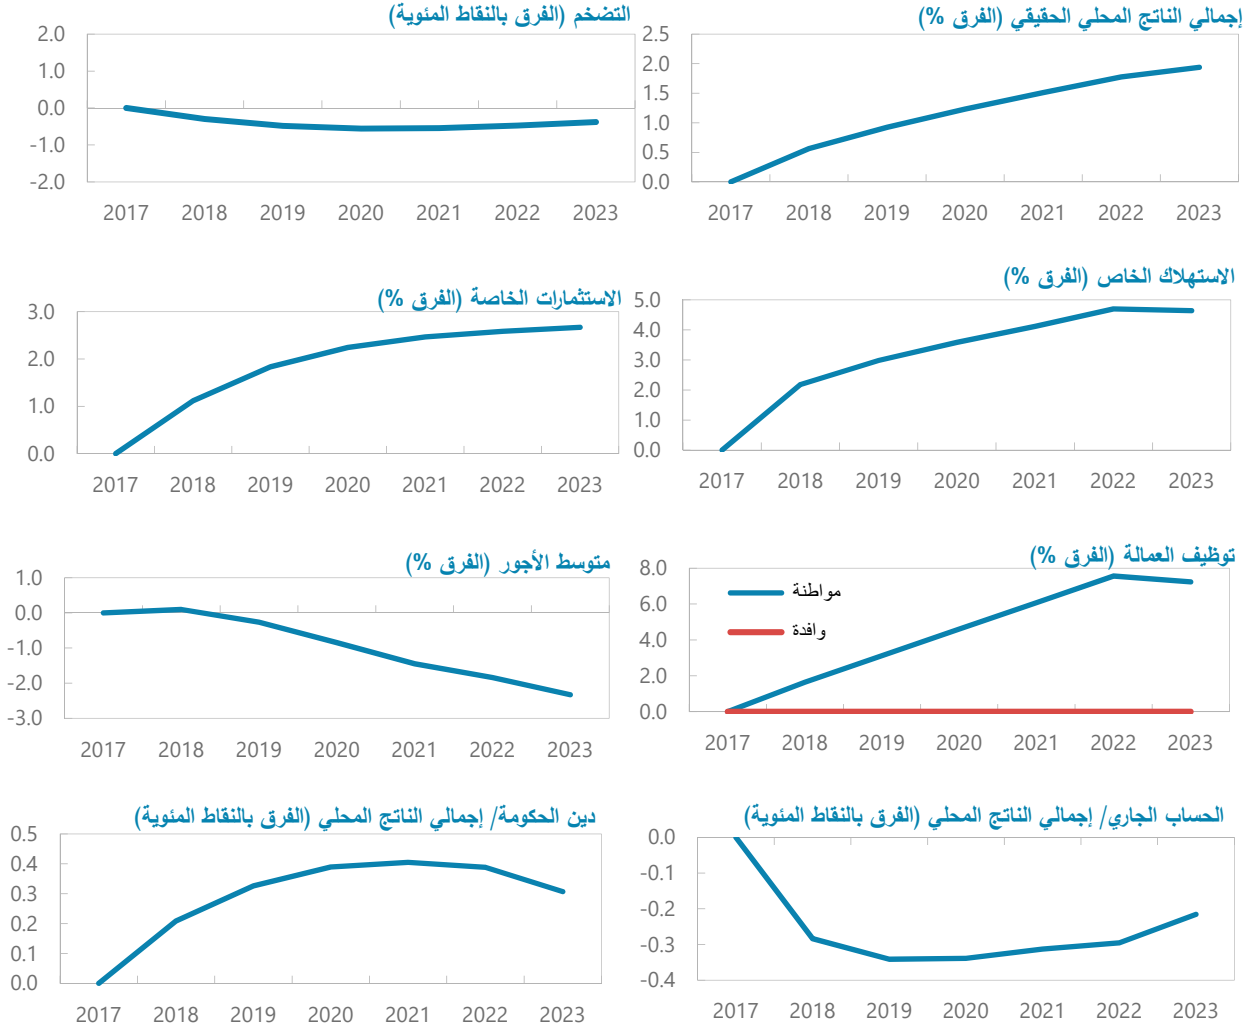 إجمالي الناتج المحلي الحقيقي (الفرق %)
2.5
2.0
1.5
1.0
0.5
0.0
2017 2018 2019 2020 2021 2022 2023
التضخم (الفرق بالنقاط المئوية)
2.0
1.0
0.0
-1.0
-2.0
2017 2018 2019 2020 2021 2022 2023
الاستهلاك الخاص (الفرق %)
5.0
4.0
3.0
2.0
1.0
0.0
2017 2018 2019 2020 2021 2022 2023
الاستثمارات الخاصة (الفرق %)
3.0
2.0
1.0
0.0
2017 2018 2019 2020 2021 2022 2023
توظيف العمالة (الفرق %)
8.0
6.0
4.0
2.0
0.0
مواطنة
وافدة
2017 2018 2019 2020 2021 2022 2023
متوسط الأجور (الفرق %)
1.0
0.0
-1.0
-2.0
-3.0
2017 2018 2019 2020 2021 2022 2023
الحساب الجاري/ إجمالي الناتج المحلي (الفرق بالنقاط المئوية)
0.0
-0.1
-0.2
-0.3
-0.4
2017 2018 2019 2020 2021 2022 2023
دين الحكومة/ إجمالي الناتج المحلي (الفرق بالنقاط المئوية)
0.5
0.4
0.3
0.2
0.1
0.0
2017 2018 2019 2020 2021 2022 2023